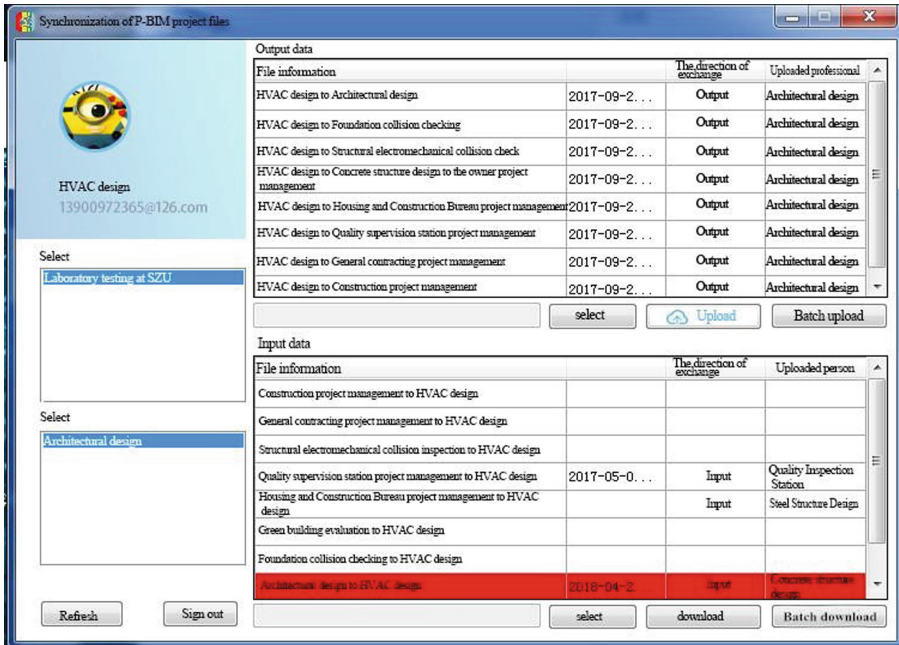 Synchronization of P-BIM project files
HVAC design
13900972365@126.com
Select
Laboratory testing at SZU
Select
Architectural design
Refresh
Sign out
Output data
File information
The direction of exchange
Uploaded professional
HVAC design to Architectural design 2017-09-2... Output Architectural design
HVAC design to Foundation collision checking 2017-09-2... Output Architectural design
HVAC design to Structural electromechanical collision check 2017-09-2... Output Architectural design
HVAC design to Concrete structure design to the owner project
management 2017-09-2... Output Architectural design
HVAC design to Housing and Construction Bureau project management 2017-09-2... Output Architectural design
HVAC design to Quality supervision station project management 2017-09-2... Output Architectural design
HVAC design to General contracting project management 2017-09-2... Output Architectural design
HVAC design to Construction project management 2017-09-2... Output Architectural design
select
Upload
Batch upload
Input data
File information
The direction of exchange
Uploaded person
Construction project management to HVAC design
General contracting project management to HVAC design
Structural electromechanical collision inspection to HVAC design
Quality supervision station project management to HVAC design 2017-05-0... Input Quality Inspection
Station
Housing and Construction Bureau project management to HVAC
design Input Steel Structure Design
Green building evaluation to HVAC design
Foundation collision checking to HVAC design
Architectural design to HVAC design 2018-04-2. Input Concrete structure
design
select
download
Batch download